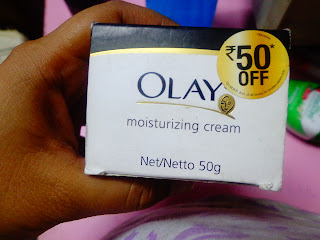 ₹50*
OFF
OLAY
moisturizing cream
Net/Netto 50g